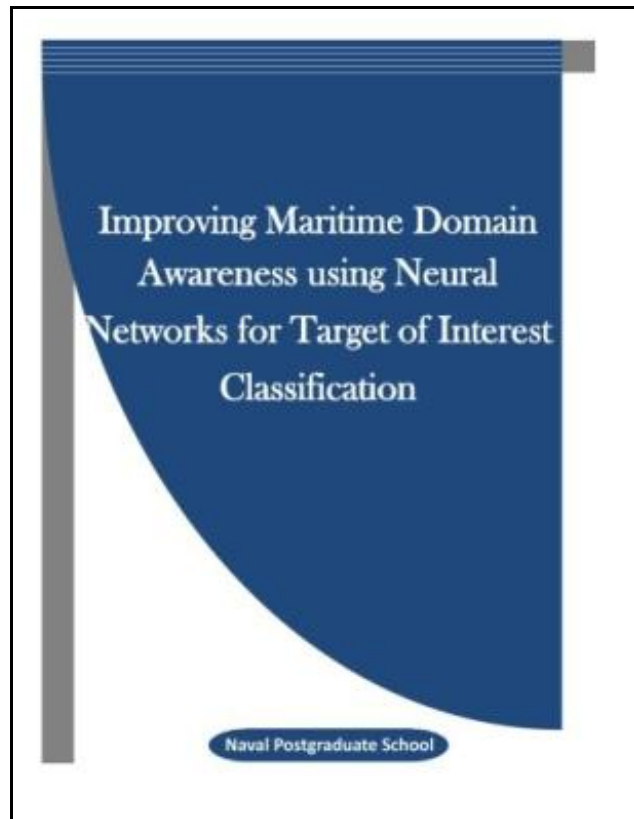 Improving Maritime Domain
Awareness using Neural
Networks for Target of Interest
Classification
Naval Postgraduate School